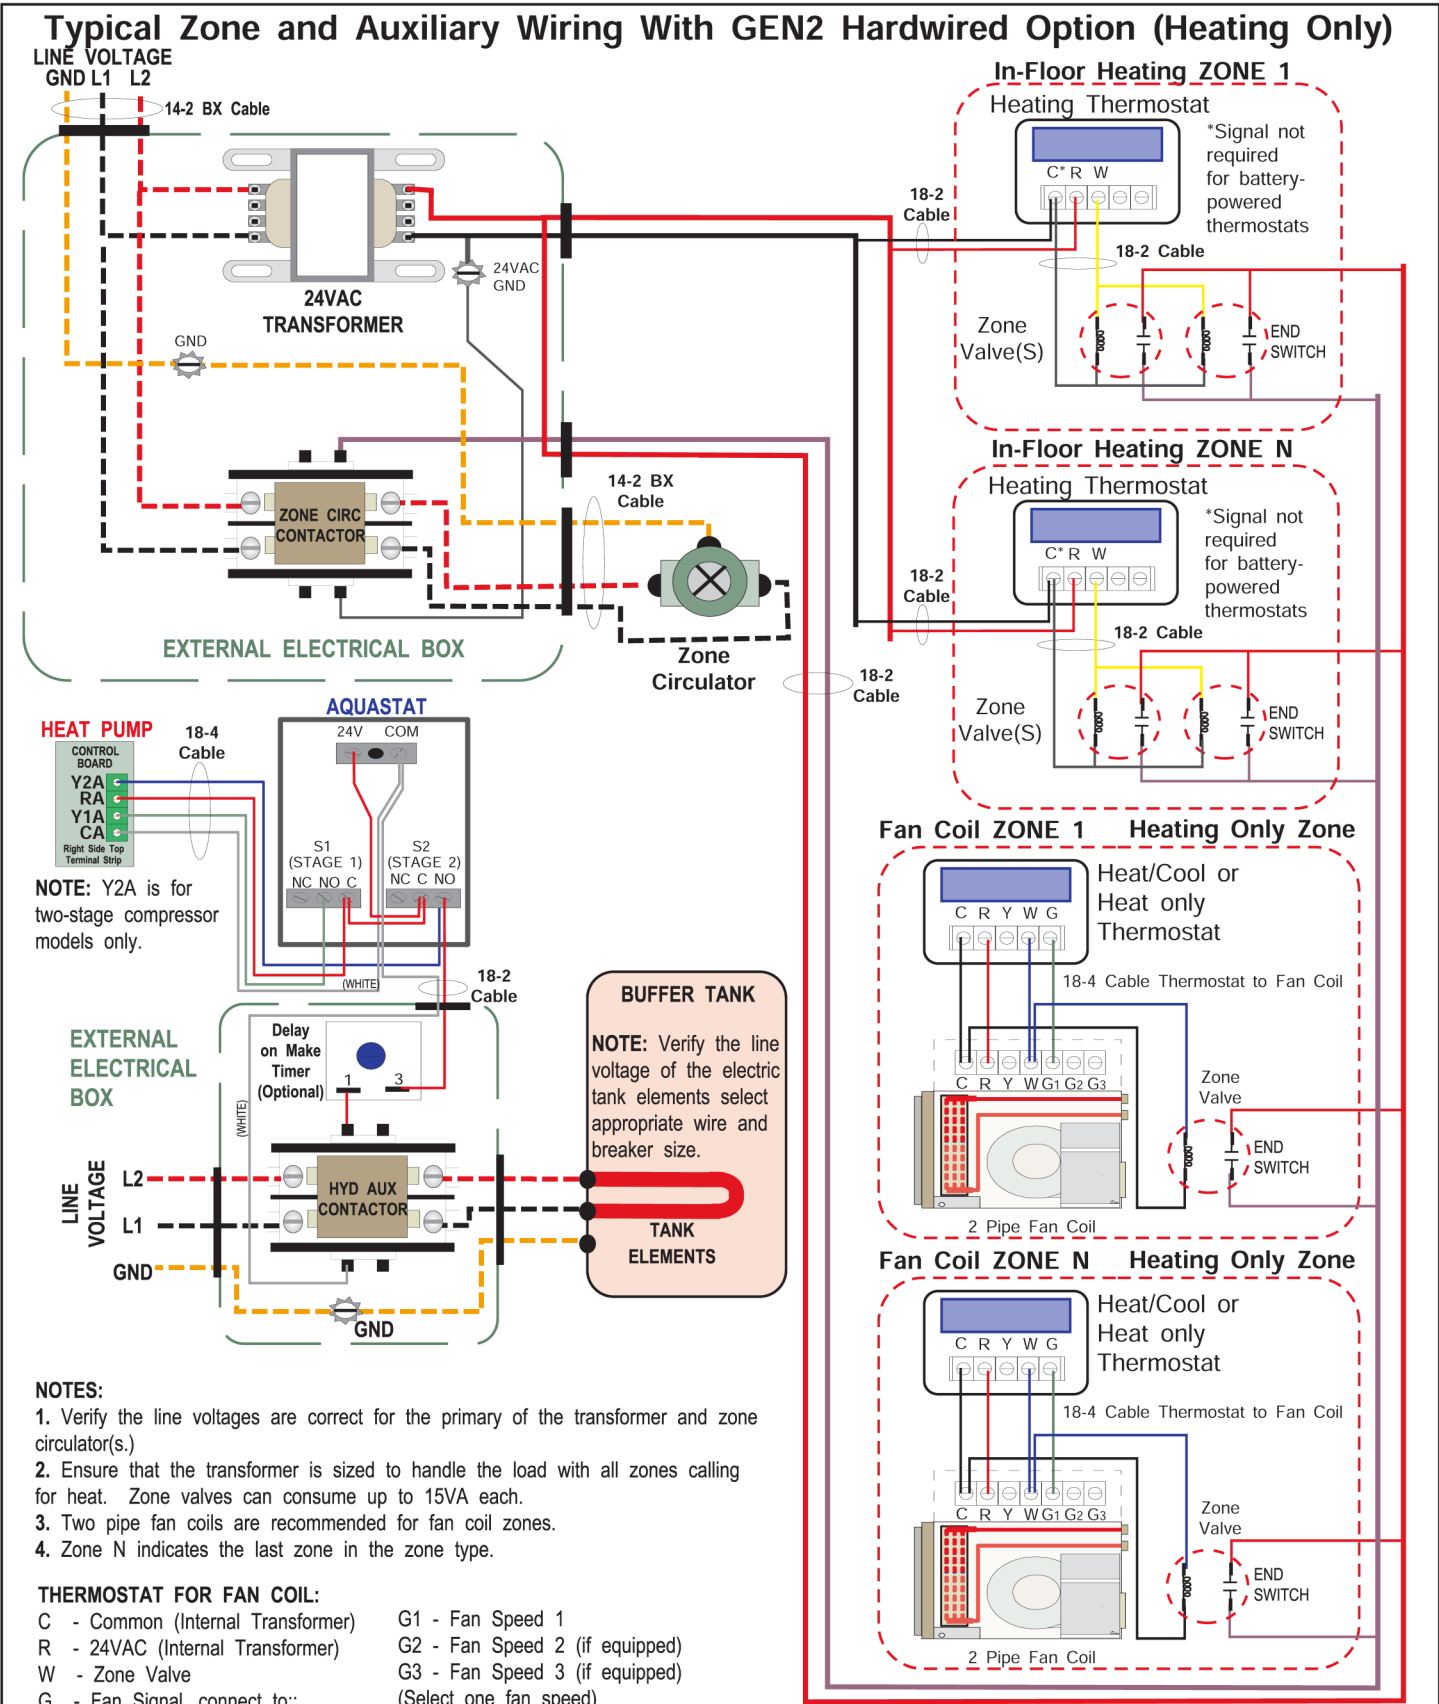 Typical Zone and Auxiliary Wiring With GEN2 Hardwired Option (Heating Only)
LINE VOLTAGE
GND L1 L2
14-2 BX Cable
24VAC
TRANSFORMER
24VAC
GND
GND
ZONE CIRC
CONTACTOR
EXTERNAL ELECTRICAL BOX
14-2 BX
Cable
Zone
Circulator
18-2
Cable
18-2
Cable
18-2
Cable
In-Floor Heating ZONE 1
Heating Thermostat
C* R W
*Signal not
required
for battery-
powered
thermostats
18-2 Cable
Zone
Valve(S)
END
SWITCH
In-Floor Heating ZONE N
Heating Thermostat
C* R W
*Signal not
required
for battery-
powered
thermostats
18-2 Cable
Zone
Valve(S)
END
SWITCH
HEAT PUMP
CONTROL
BOARD
Y2A
RA
Y1A
CA
Right Side Top
Terminal Strip
18-4
Cable
NOTE: Y2A is for
two-stage compressor
models only.
AQUASTAT
24V COM
S1
(STAGE 1)
NC NO C
S2
(STAGE 2)
NC C NO
(WHITE)
18-2
Cable
EXTERNAL
ELECTRICAL
BOX
Delay
on Make
Timer
(Optional)
1 3
(WHITE)
LINE
VOLTAGE
L2
L1
GND
HYD AUX
CONTACTOR
GND
BUFFER TANK
NOTE: Verify the line
voltage of the electric
tank elements select
appropriate wire and
breaker size.
TANK
ELEMENTS
Fan Coil ZONE 1 Heating Only Zone
C R Y W G
Heat/Cool or
Heat only
Thermostat
18-4 Cable Thermostat to Fan Coil
C R Y W G1 G2 G3
Zone
Valve
END
SWITCH
2 Pipe Fan Coil
Fan Coil ZONE N Heating Only Zone
C R Y W G
Heat/Cool or
Heat only
Thermostat
18-4 Cable Thermostat to Fan Coil
C R Y W G1 G2 G3
Zone
Valve
END
SWITCH
2 Pipe Fan Coil
NOTES:
1. Verify the line voltages are correct for the primary of the transformer and zone
circulator(s.)
2. Ensure that the transformer is sized to handle the load with all zones calling
for heat. Zone valves can consume up to 15VA each.
3. Two pipe fan coils are recommended for fan coil zones.
4. Zone N indicates the last zone in the zone type.
THERMOSTAT FOR FAN COIL:
C - Common (Internal Transformer)
R - 24VAC (Internal Transformer)
W - Zone Valve
G - Fan Signal, connect to::
G1 - Fan Speed 1
G2 - Fan Speed 2 (if equipped)
G3 - Fan Speed 3 (if equipped)
(Select one fan speed)